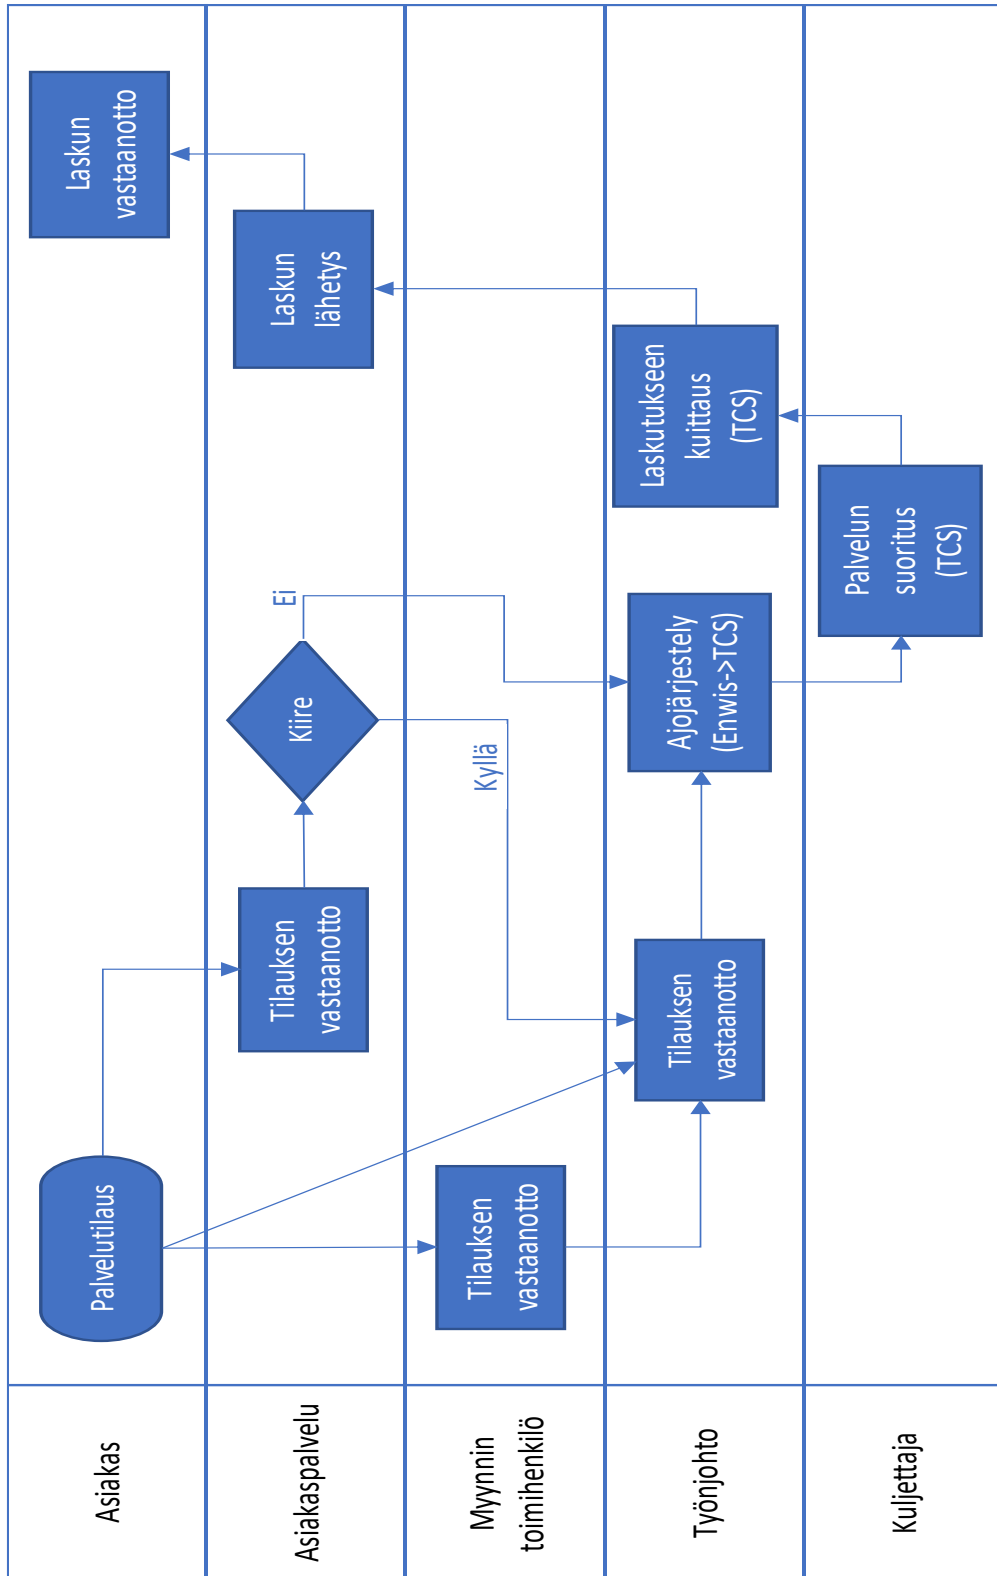 Asiakas
Palvelutilaus
Laskun
vastaanotto
Asiakaspalvelu
Tilauksen
vastaanotto
Kiire
Ei
Kyllä
Laskun
lähetys
Myynnin
toimihenkilö
Tilauksen
vastaanotto
Työnjohto
Tilauksen
vastaanotto
Ajojärjestely
(Enwis->TCS)
Laskutukseen
kuittaus
(TCS)
Kuljettaja
Palvelun
suoritus
(TCS)